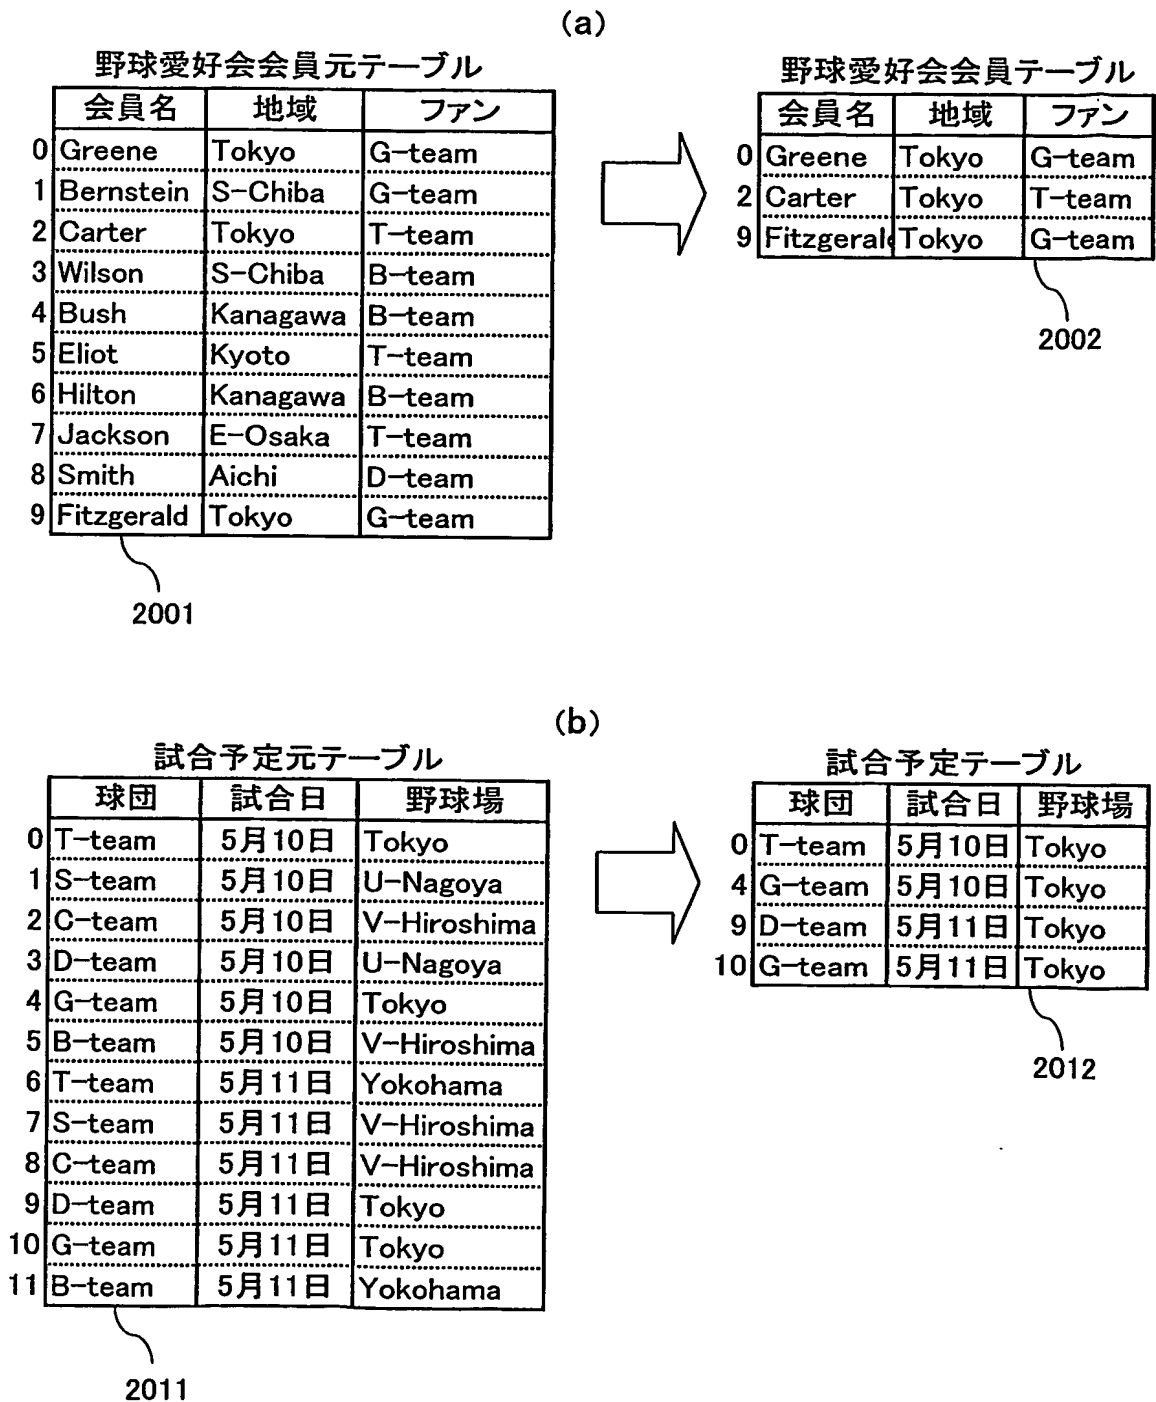 (a)
野球愛好会会員元テーブル
会員名 地域 ファン
0 Greene Tokyo G-team
1 Bernstein S-Chiba G-team
2 Carter Tokyo T-team
3 Wilson S-Chiba B-team
4 Bush Kanagawa B-team
5 Eliot Kyoto T-team
6 Hilton Kanagawa B-team
7 Jackson E-Osaka T-team
8 Smith Aichi D-team
9 Fitzgerald Tokyo G-team
2001
野球愛好会会員テーブル
会員名 地域 ファン
0 Greene Tokyo G-team
2 Carter Tokyo T-team
9 Fitzgerald Tokyo G-team
2002
(b)
試合予定元テーブル
球団 試合日 野球場
0 T-team 5月10日 Tokyo
1 S-team 5月10日 U-Nagoya
2 C-team 5月10日 V-Hiroshima
3 D-team 5月10日 U-Nagoya
4 G-team 5月10日 Tokyo
5 B-team 5月10日 V-Hiroshima
6 T-team 5月11日 Yokohama
7 S-team 5月11日 V-Hiroshima
8 C-team 5月11日 V-Hiroshima
9 D-team 5月11日 Tokyo
10 G-team 5月11日 Tokyo
11 B-team 5月11日 Yokohama
2011
試合予定テーブル
球団 試合日 野球場
0 T-team 5月10日 Tokyo
4 G-team 5月10日 Tokyo
9 D-team 5月11日 Tokyo
10 G-team 5月11日 Tokyo
2012